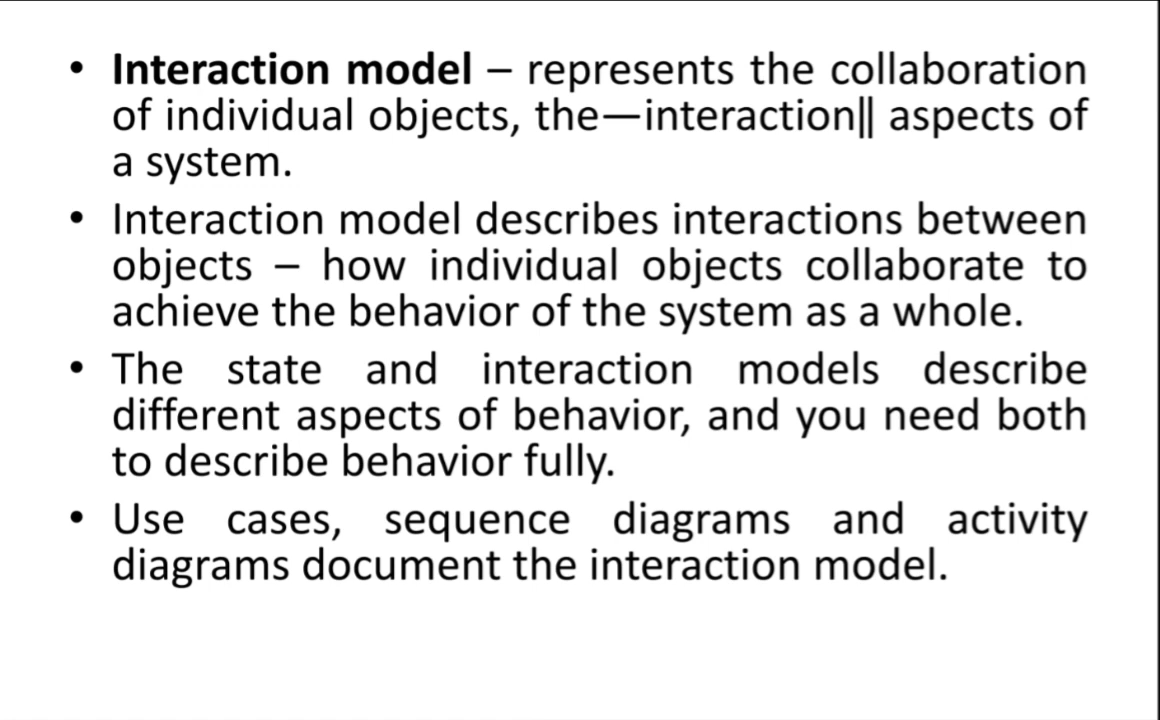 • Interaction model – represents the collaboration
of individual objects, the—interaction‖ aspects of
a system.
• Interaction model describes interactions between
objects – how individual objects collaborate to
achieve the behavior of the system as a whole.
• The state and interaction models describe
different aspects of behavior, and you need both
to describe behavior fully.
• Use cases, sequence diagrams and activity
diagrams document the interaction model.